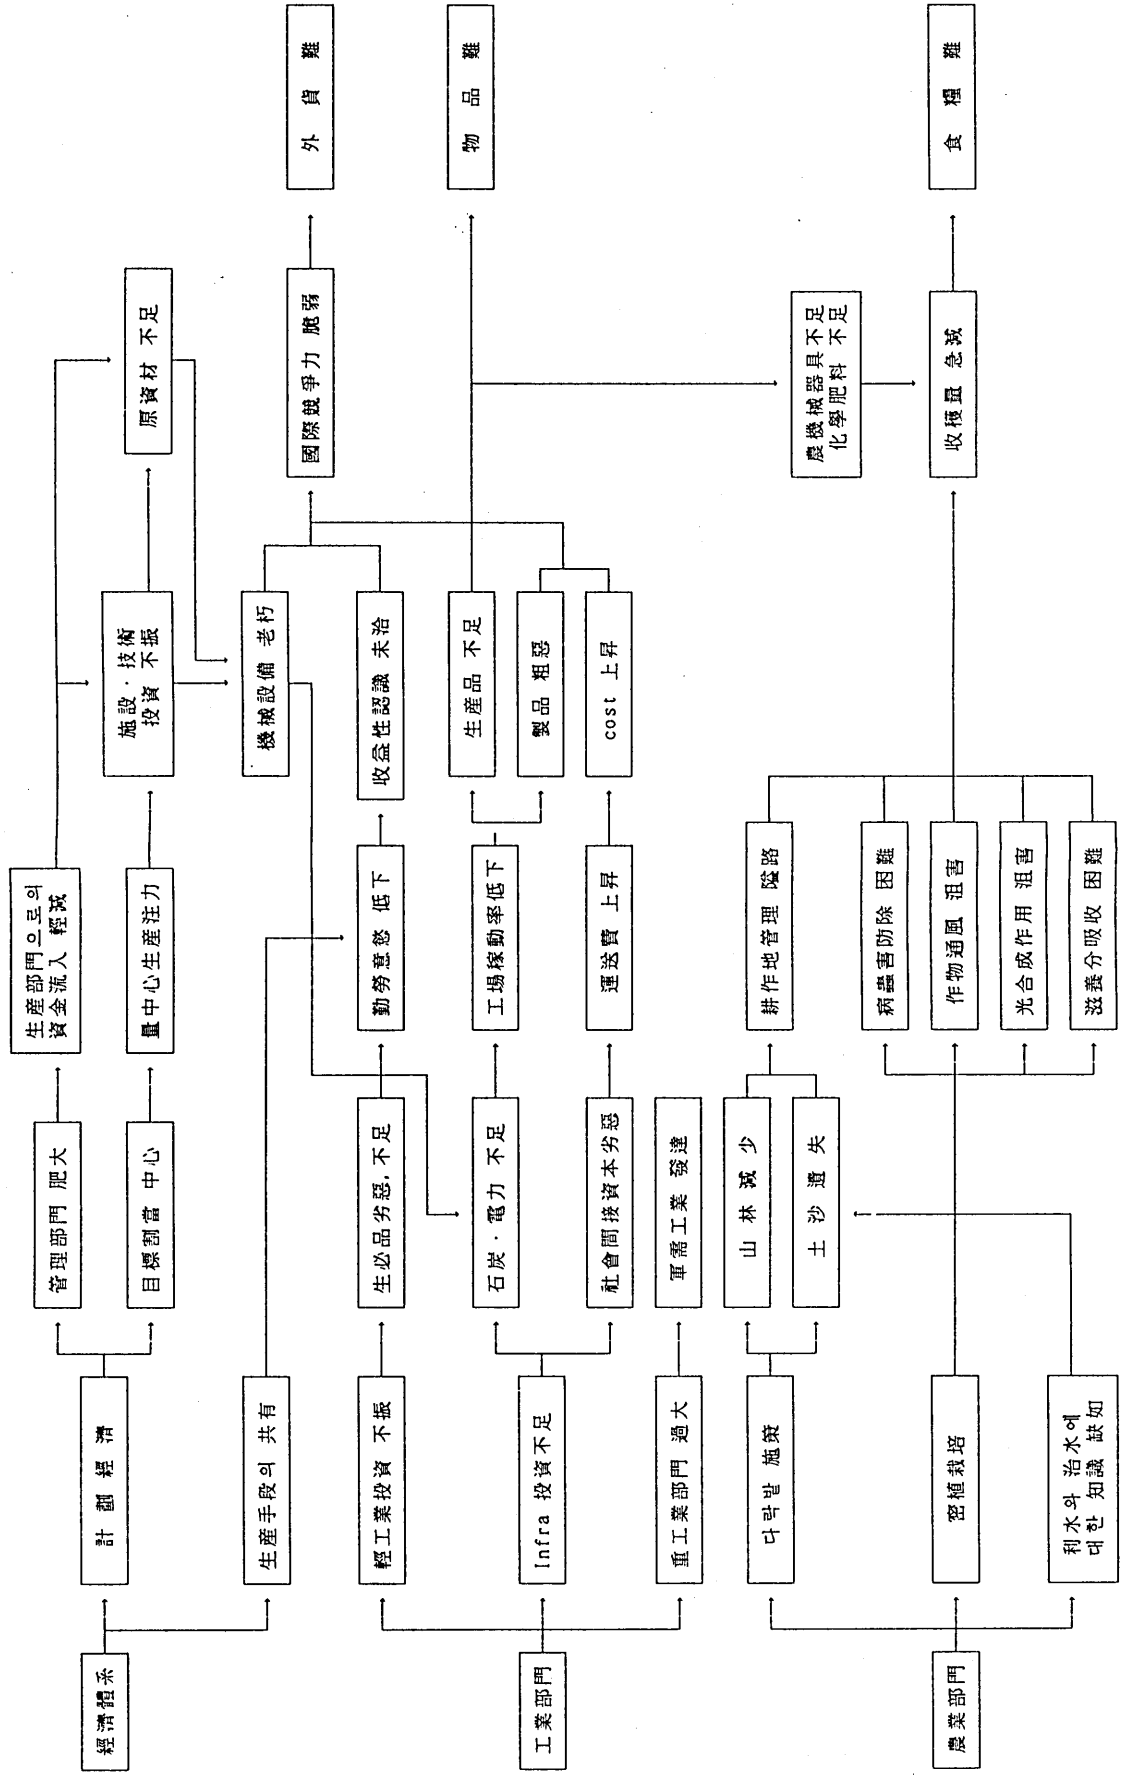 經濟體系
計 劃 經 濟
管理部門 肥大
生産部門으로의
資金流入 輕減
目標割當 中心
量中心生産注力
施設·技術
投資 不振
原資材 不足
生産手段의 共有
機械設備 老朽
國際競爭力 脆弱
外 貨 難
工業部門
輕工業投資 不振
生必品劣惡,不足
勤勞意慾 低下
收益性認識 未洽
Infra 投資不足
石炭·電力 不足
工場稼動率低下
生産品 不足
物 品 難
製品 粗惡
社會間接資本劣惡
運送費 上昇
cost 上昇
重工業部門 過大
軍需工業 發達
農業部門
다락밭 施策
山 林 減 少
土 沙 遺 失
耕作地管理 隘路
農機械器具不足
化學肥料 不足
密植栽培
病蟲害防除 困難
作物通風 沮害
光合成作用 沮害
滋養分吸收 困難
收穫量 急減
食 糧 難
利水와 治水에
대한 知識 缺如